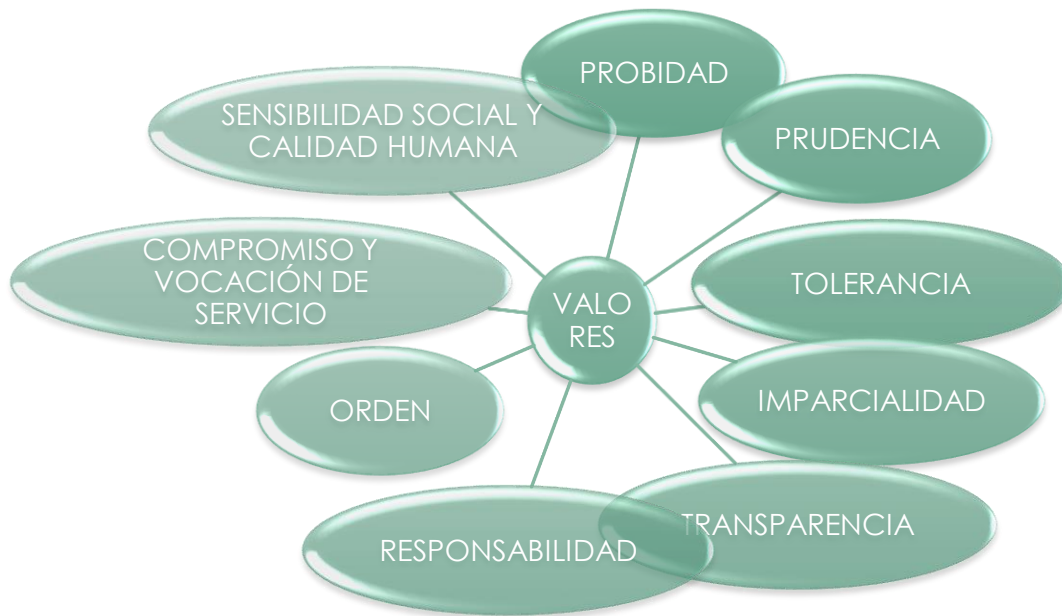 PROBIDAD
PRUDENCIA
TOLERANCIA
IMPARCIALIDAD
TRANSPARENCIA
RESPONSABILIDAD
ORDEN
COMPROMISO Y
VOCACIÓN DE
SERVICIO
SENSIBILIDAD SOCIAL Y
CALIDAD HUMANA
VALO
RES